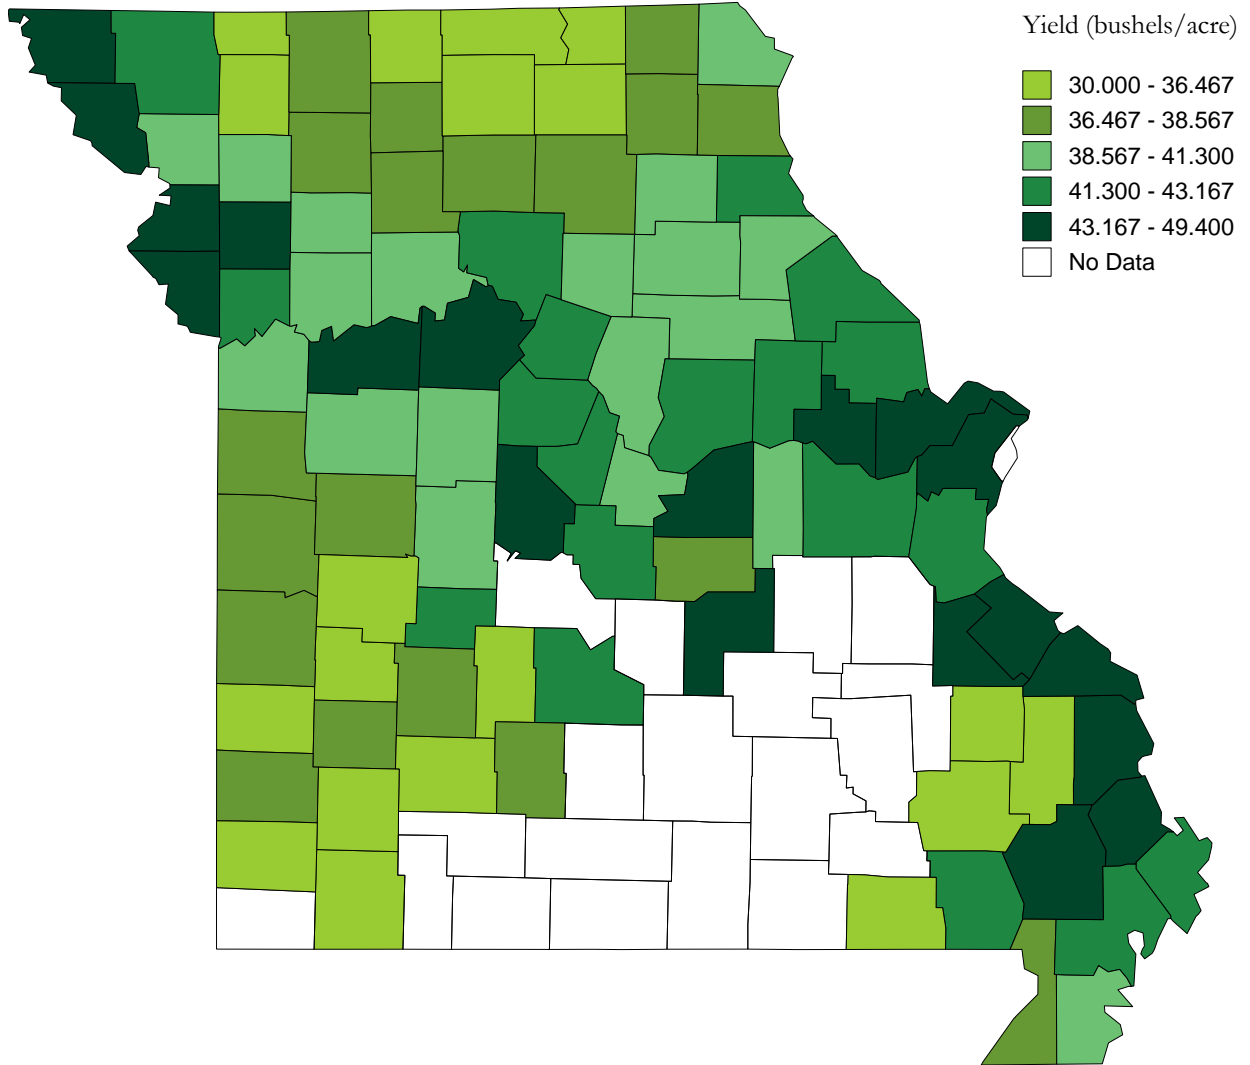 Yield (bushels/acre)
30.000 - 36.467
36.467 - 38.567
38.567 - 41.300
41.300 - 43.167
43.167 - 49.400
No Data